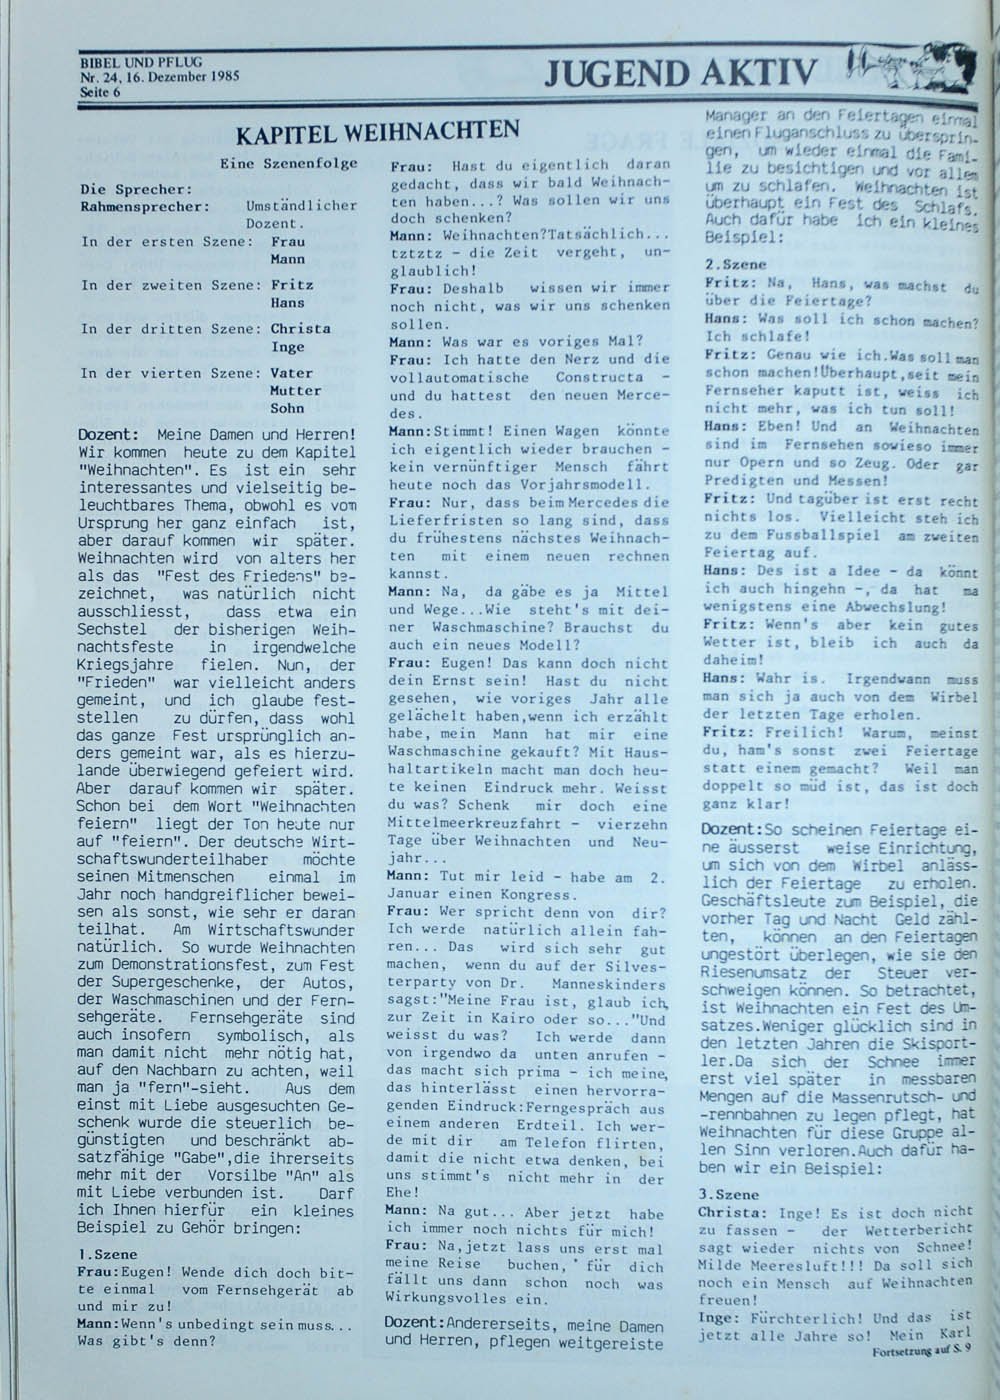 BIBEL UND PFLUG
Nr. 24, 16. Dezember 1985
Seite 6
JUGEND AKTIV
KAPITEL WEIHNACHTEN
Eine Szenenfolge
Die Sprecher:
Rahmensprecher: Umständlicher
Dozent.
In der ersten Szene: Frau
Mann
In der zweiten Szene: Fritz
Hans
In der dritten Szene: Christa
Inge
In der vierten Szene: Vater
Mutter
Sohn
Dozent: Meine Damen und Herren!
Wir kommen heute zu dem Kapitel
"Weihnachten". Es ist ein sehr
interessantes und vielseitig be-
leuchtbares Thema, obwohl es vom
Ursprung her ganz einfach ist,
aber darauf kommen wir später.
Weihnachten wird von alters her
als das "Fest des Friedens" be-
zeichnet, was natürlich nicht
ausschliesst, dass etwa ein
Sechstel der bisherigen Weih-
nachtsfeste in irgendwelche
Kriegsjahre fielen. Nun, der
"Frieden" war vielleicht anders
gemeint, und ich glaube fest-
stellen zu dürfen, dass wohl
das ganze Fest ursprünglich an-
ders gemeint war, als es hierzu-
lande überwiegend gefeiert wird.
Aber darauf kommen wir später.
Schon bei dem Wort "Weihnachten
feiern" liegt der Ton heute nur
auf "feiern". Der deutsche Wirt-
schaftswunderteilhaber möchte
seinen Mitmenschen einmal im
Jahr noch handgreiflicher bewei-
sen als sonst, wie sehr er daran
teilhat. Am Wirtschaftswunder
natürlich. So wurde Weihnachten
zum Demonstrationsfest, zum Fest
der Supergeschenke, der Autos,
der Waschmaschinen und der Fern-
sehgeräte. Fernsehgeräte sind
auch insofern symbolisch, als
man damit nicht mehr nötig hat,
auf den Nachbarn zu achten, weil
man ja "fern"-sieht. Aus dem
einst mit Liebe ausgesuchten Ge-
schenk wurde die steuerlich be-
günstigten und beschränkt ab-
satzfähige "Gabe",die ihrerseits
mehr mit der Vorsilbe "An" als
mit Liebe verbunden ist. Darf
ich Ihnen hierfür ein kleines
Beispiel zu Gehör bringen:
1.Szene
Frau:Eugen! Wende dich doch bit-
te einmal vom Fernsehgerät ab
und mir zu!
Mann:Wenn's unbedingt sein muss...
Was gibt's denn?
Frau: Hast du eigentlich daran
gedacht, dass wir bald Weihnach-
ten haben...? Was sollen wir uns
doch schenken?
Mann: Weihnachten?Tatsächlich...
tztztz - die Zeit vergeht, un-
glaublich!
Frau: Deshalb wissen wir immer
noch nicht, was wir uns schenken
sollen.
Mann: Was war es voriges Mal?
Frau: Ich hatte den Nerz und die
vollautomatische Constructa -
und du hattest den neuen Merce-
des.
Mann:Stimmt! Einen Wagen könnte
ich eigentlich wieder brauchen -
kein vernünftiger Mensch fährt
heute noch das Vorjahrsmodell.
Frau: Nur, dass beim Mercedes die
Lieferfristen so lang sind, dass
du frühestens nächstes Weihnach-
ten mit einem neuen rechnen
kannst.
Mann: Na, da gäbe es ja Mittel
und Wege...Wie steht's mit dei-
ner Waschmaschine? Brauchst du
auch ein neues Modell?
Frau: Eugen! Das kann doch nicht
dein Ernst sein! Hast du nicht
gesehen, wie voriges Jahr alle
gelächelt haben,wenn ich erzählt
habe, mein Mann hat mir eine
Waschmaschine gekauft? Mit Haus-
haltartikeln macht man doch heu-
te keinen Eindruck mehr. Weisst
du was? Schenk mir doch eine
Mittelmeerkreuzfahrt - vierzehn
Tage über Weihnachten und Neu-
jahr...
Mann: Tut mir leid - habe am 2.
Januar einen Kongress.
Frau: Wer spricht denn von dir?
Ich werde natürlich allein fah-
ren... Das wird sich sehr gut
machen, wenn du auf der Silves-
terparty von Dr. Manneskinders
sagst:"Meine Frau ist, glaub ich,
zur Zeit in Kairo oder so..."Und
weisst du was? Ich werde dann
von irgendwo da unten anrufen -
das macht sich prima - ich meine,
das hinterlässt einen hervorra-
genden Eindruck:Ferngespräch aus
einem anderen Erdteil. Ich wer-
de mit dir am Telefon flirten,
damit die nicht etwa denken, bei
uns stimmt's nicht mehr in der
Ehe!
Mann: Na gut... Aber jetzt habe
ich immer noch nichts für mich!
Frau: Na,jetzt lass uns erst mal
meine Reise buchen, für dich
fällt uns dann schon noch was
Wirkungsvolles ein.
Dozent:Andererseits, meine Damen
und Herren, pflegen weitgereiste
Manager an den Feiertagen einmal
einen Fluganschluss zu übersprin-
gen, um wieder einmal die Fami-
lie zu besichtigen und vor allem
um zu schlafen. Weihnachten ist
überhaupt ein Fest des Schlafs.
Auch dafür habe ich ein kleines
Beispiel:
2.Szene
Fritz: Na, Hans, was machst du
über die Feiertage?
Hans: Was soll ich schon machen?
Ich schlafe!
Fritz: Genau wie ich.Was soll man
schon machen!Überhaupt,seit mein
Fernseher kaputt ist, weiss ich
nicht mehr, was ich tun soll!
Hans: Eben! Und an Weihnachten
sind im Fernsehen sowieso immer
nur Opern und so Zeug. Oder gar
Predigten und Messen!
Fritz: Und tagüber ist erst recht
nichts los. Vielleicht steh ich
zu dem Fussballspiel am zweiten
Feiertag auf.
Hans: Des ist a Idee - da könnt
ich auch hingehn -, da hat ma
wenigstens eine Abwechslung!
Fritz: Wenn's aber kein gutes
Wetter ist, bleib ich auch da
daheim!
Hans: Wahr is. Irgendwann muss
man sich ja auch von dem Wirbel
der letzten Tage erholen.
Fritz: Freilich! Warum, meinst
du, ham's sonst zwei Feiertage
statt einem gemacht? Weil man
doppelt so müd ist, das ist doch
ganz klar!
Dozent:So scheinen Feiertage ei-
ne äusserst weise Einrichtung,
um sich von dem Wirbel anläss-
lich der Feiertage zu erholen.
Geschäftsleute zum Beispiel, die
vorher Tag und Nacht Geld zähl-
ten, können an den Feiertagen
ungestört überlegen, wie sie den
Riesenumsatz der Steuer ver-
schweigen können. So betrachtet,
ist Weihnachten ein Fest des Um-
satzes.Weniger glücklich sind in
den letzten Jahren die Skisport-
ler.Da sich der Schnee immer
erst viel später in messbaren
Mengen auf die Massenrutsch- und
-rennbahnen zu legen pflegt, hat
Weihnachten für diese Gruppe al-
len Sinn verloren.Auch dafür ha-
ben wir ein Beispiel:
3.Szene
Christa: Inge! Es ist doch nicht
zu fassen - der Wetterbericht
sagt wieder nichts von Schnee!
Milde Meeresluft!!! Da soll sich
noch ein Mensch auf Weihnachten
freuen!
Inge: Fürchterlich! Und das ist
jetzt alle Jahre so! Mein Karl
Fortsetzung auf S. 9